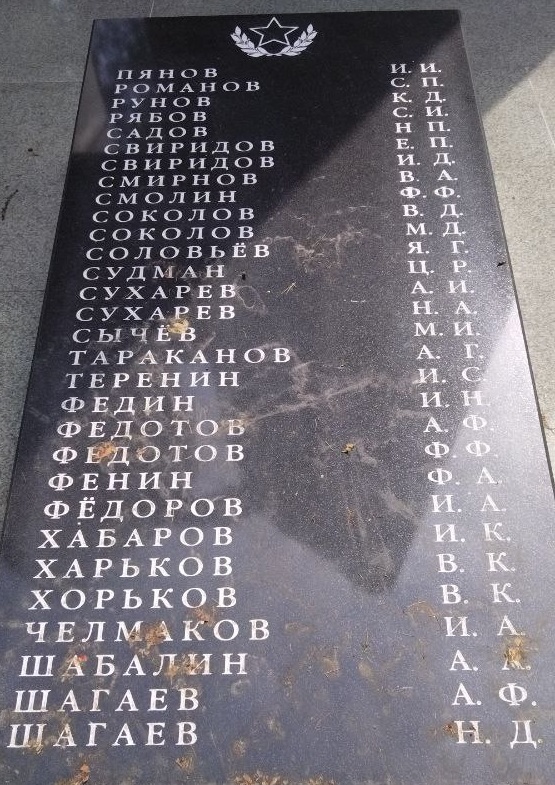 ПЯНОВ И. И.
РОМАНОВ С. П.
РУНОВ К. Д.
РЯБОВ С. И.
САДОВ Н П.
СВИРИДОВ Е. П.
СВИРИДОВ И. Д.
СМИРНОВ В. А.
СМОЛИН Ф. Ф.
СОКОЛОВ В. Д.
СОКОЛОВ М. Д.
СОЛОВЬЁВ Я. Г.
СУДМАН Ц. Р.
СУХАРЕВ А. И.
СУХАРЕВ Н. А.
СЫЧЁВ М. И.
ТАРАКАНОВ А. Г.
ТЕРЕНИН И. С.
ФЕДИН И. Н.
ФЕДОТОВ А. Ф.
ФЕДОТОВ Ф. Ф.
ФЕНИН Ф. А.
ФЁДОРОВ И. А.
ХАБАРОВ И. К.
ХАРЬКОВ В. К.
ХОРЬКОВ В. К.
ЧЕЛМАКОВ И. А.
ШАБАЛИН А. А.
ШАГАЕВ А. Ф.
ШАГАЕВ Н. Д.